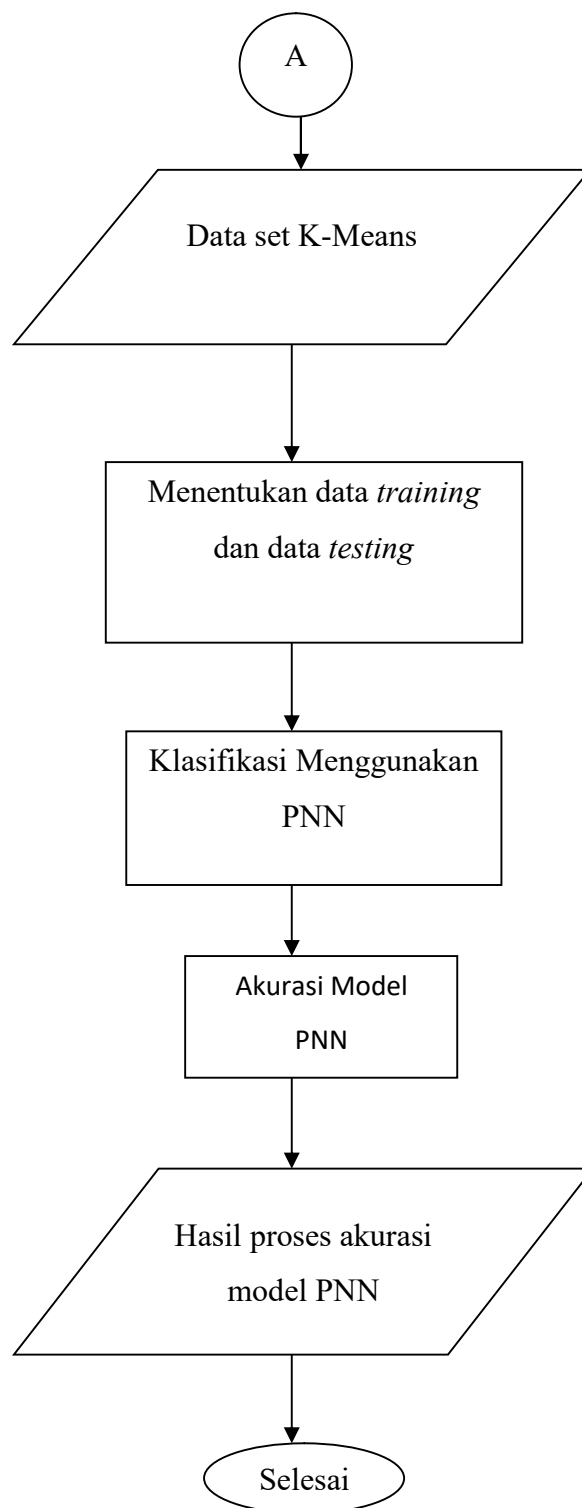 A
Data set K-Means
Menentukan data training
dan data testing
Klasifikasi Menggunakan
PNN
Akurasi Model
PNN
Hasil proses akurasi
model PNN
Selesai